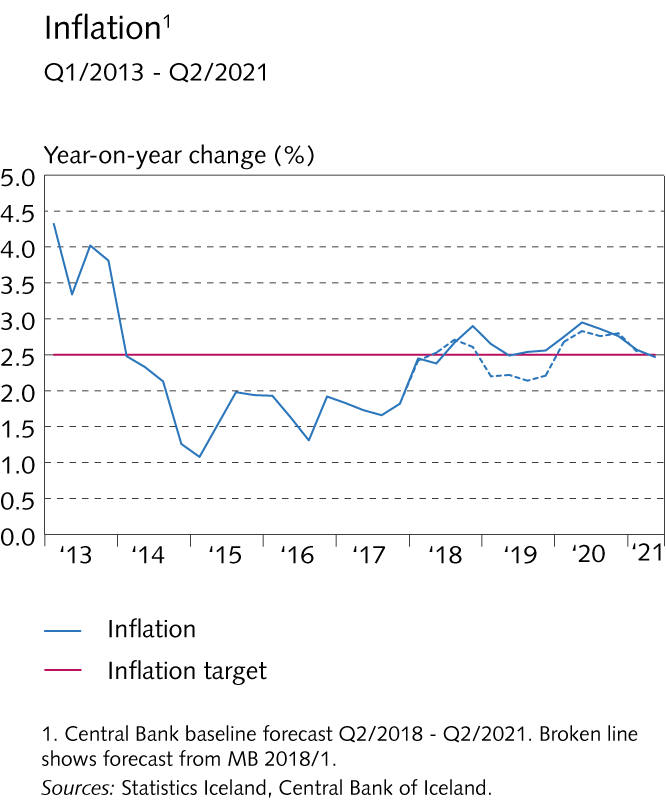 Inflation¹
Q1/2013 - Q2/2021
Year-on-year change (%)
5.0
4.5
4.0
3.5
3.0
2.5
2.0
1.5
1.0
0.5
0.0
‘13 ‘14 ‘15 ‘16 ‘17 ‘18 ‘19 ‘20 ‘21
Inflation
Inflation target
1. Central Bank baseline forecast Q2/2018 - Q2/2021. Broken line
shows forecast from MB 2018/1.
Sources: Statistics Iceland, Central Bank of Iceland.